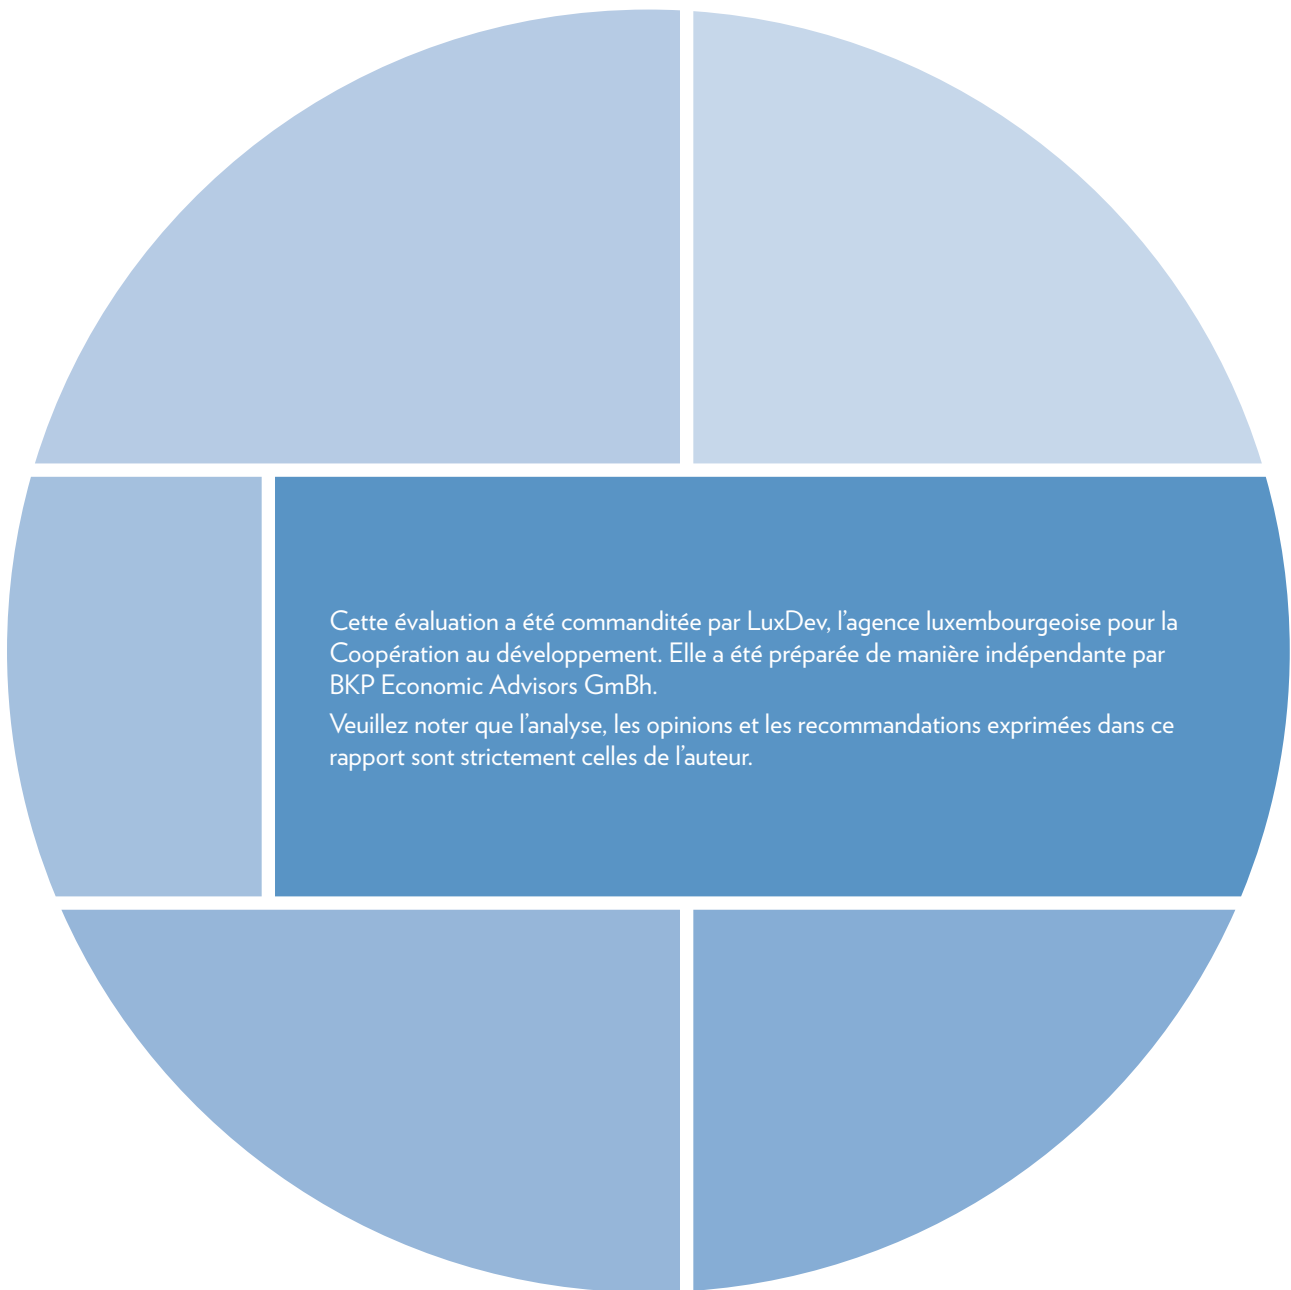 Cette évaluation a été commanditée par LuxDev, l'agence luxembourgeoise pour la
Coopération au développement. Elle a été préparée de manière indépendante par
BKP Economic Advisors GmBh.
Veuillez noter que l'analyse, les opinions et les recommandations exprimées dans ce
rapport sont strictement celles de l'auteur.